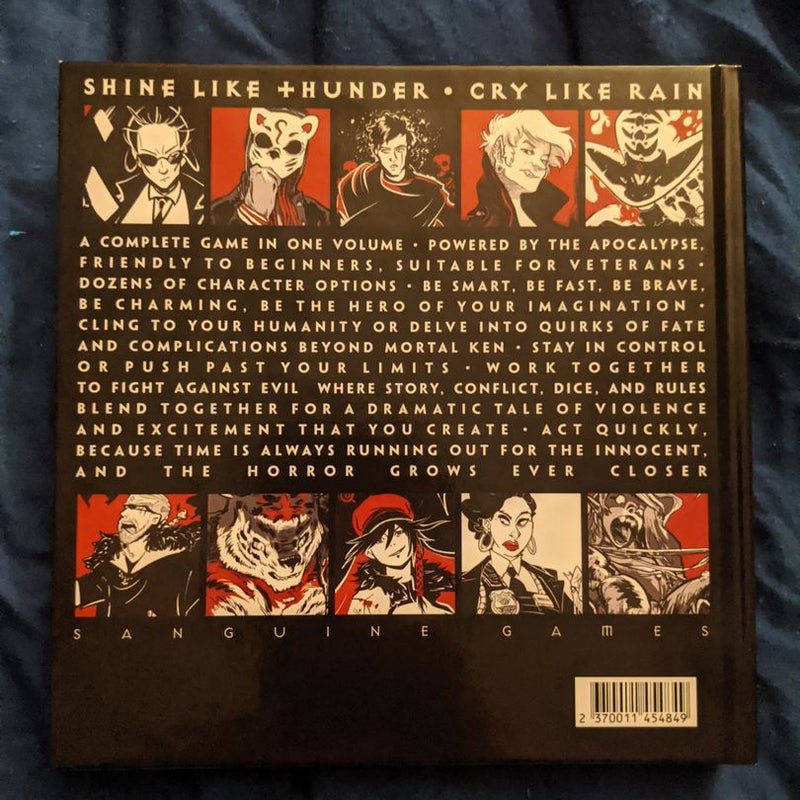 SHINE LIKE THUNDER • CRY LIKE RAIN
A COMPLETE GAME IN ONE VOLUME • POWERED BY THE APOCALYPSE,
FRIENDLY TO BEGINNERS, SUITABLE FOR VETERANS •
DOZENS OF CHARACTER OPTIONS • BE SMART, BE FAST, BE BRAVE,
BE CHARMING, BE THE HERO OF YOUR IMAGINATION •
CLING TO YOUR HUMANITY OR DELVE INTO QUIRKS OF FATE
AND COMPLICATIONS BEYOND MORTAL KEN • STAY IN CONTROL
OR PUSH PAST YOUR LIMITS • WORK TOGETHER
TO FIGHT AGAINST EVIL WHERE STORY, CONFLICT, DICE, AND RULES
BLEND TOGETHER FOR A DRAMATIC TALE OF VIOLENCE
AND EXCITEMENT THAT YOU CREATE • ACT QUICKLY,
BECAUSE TIME IS ALWAYS RUNNING OUT FOR THE INNOCENT,
AND THE HORROR GROWS EVER CLOSER
SANGUINE GAMES
2 370011 454849